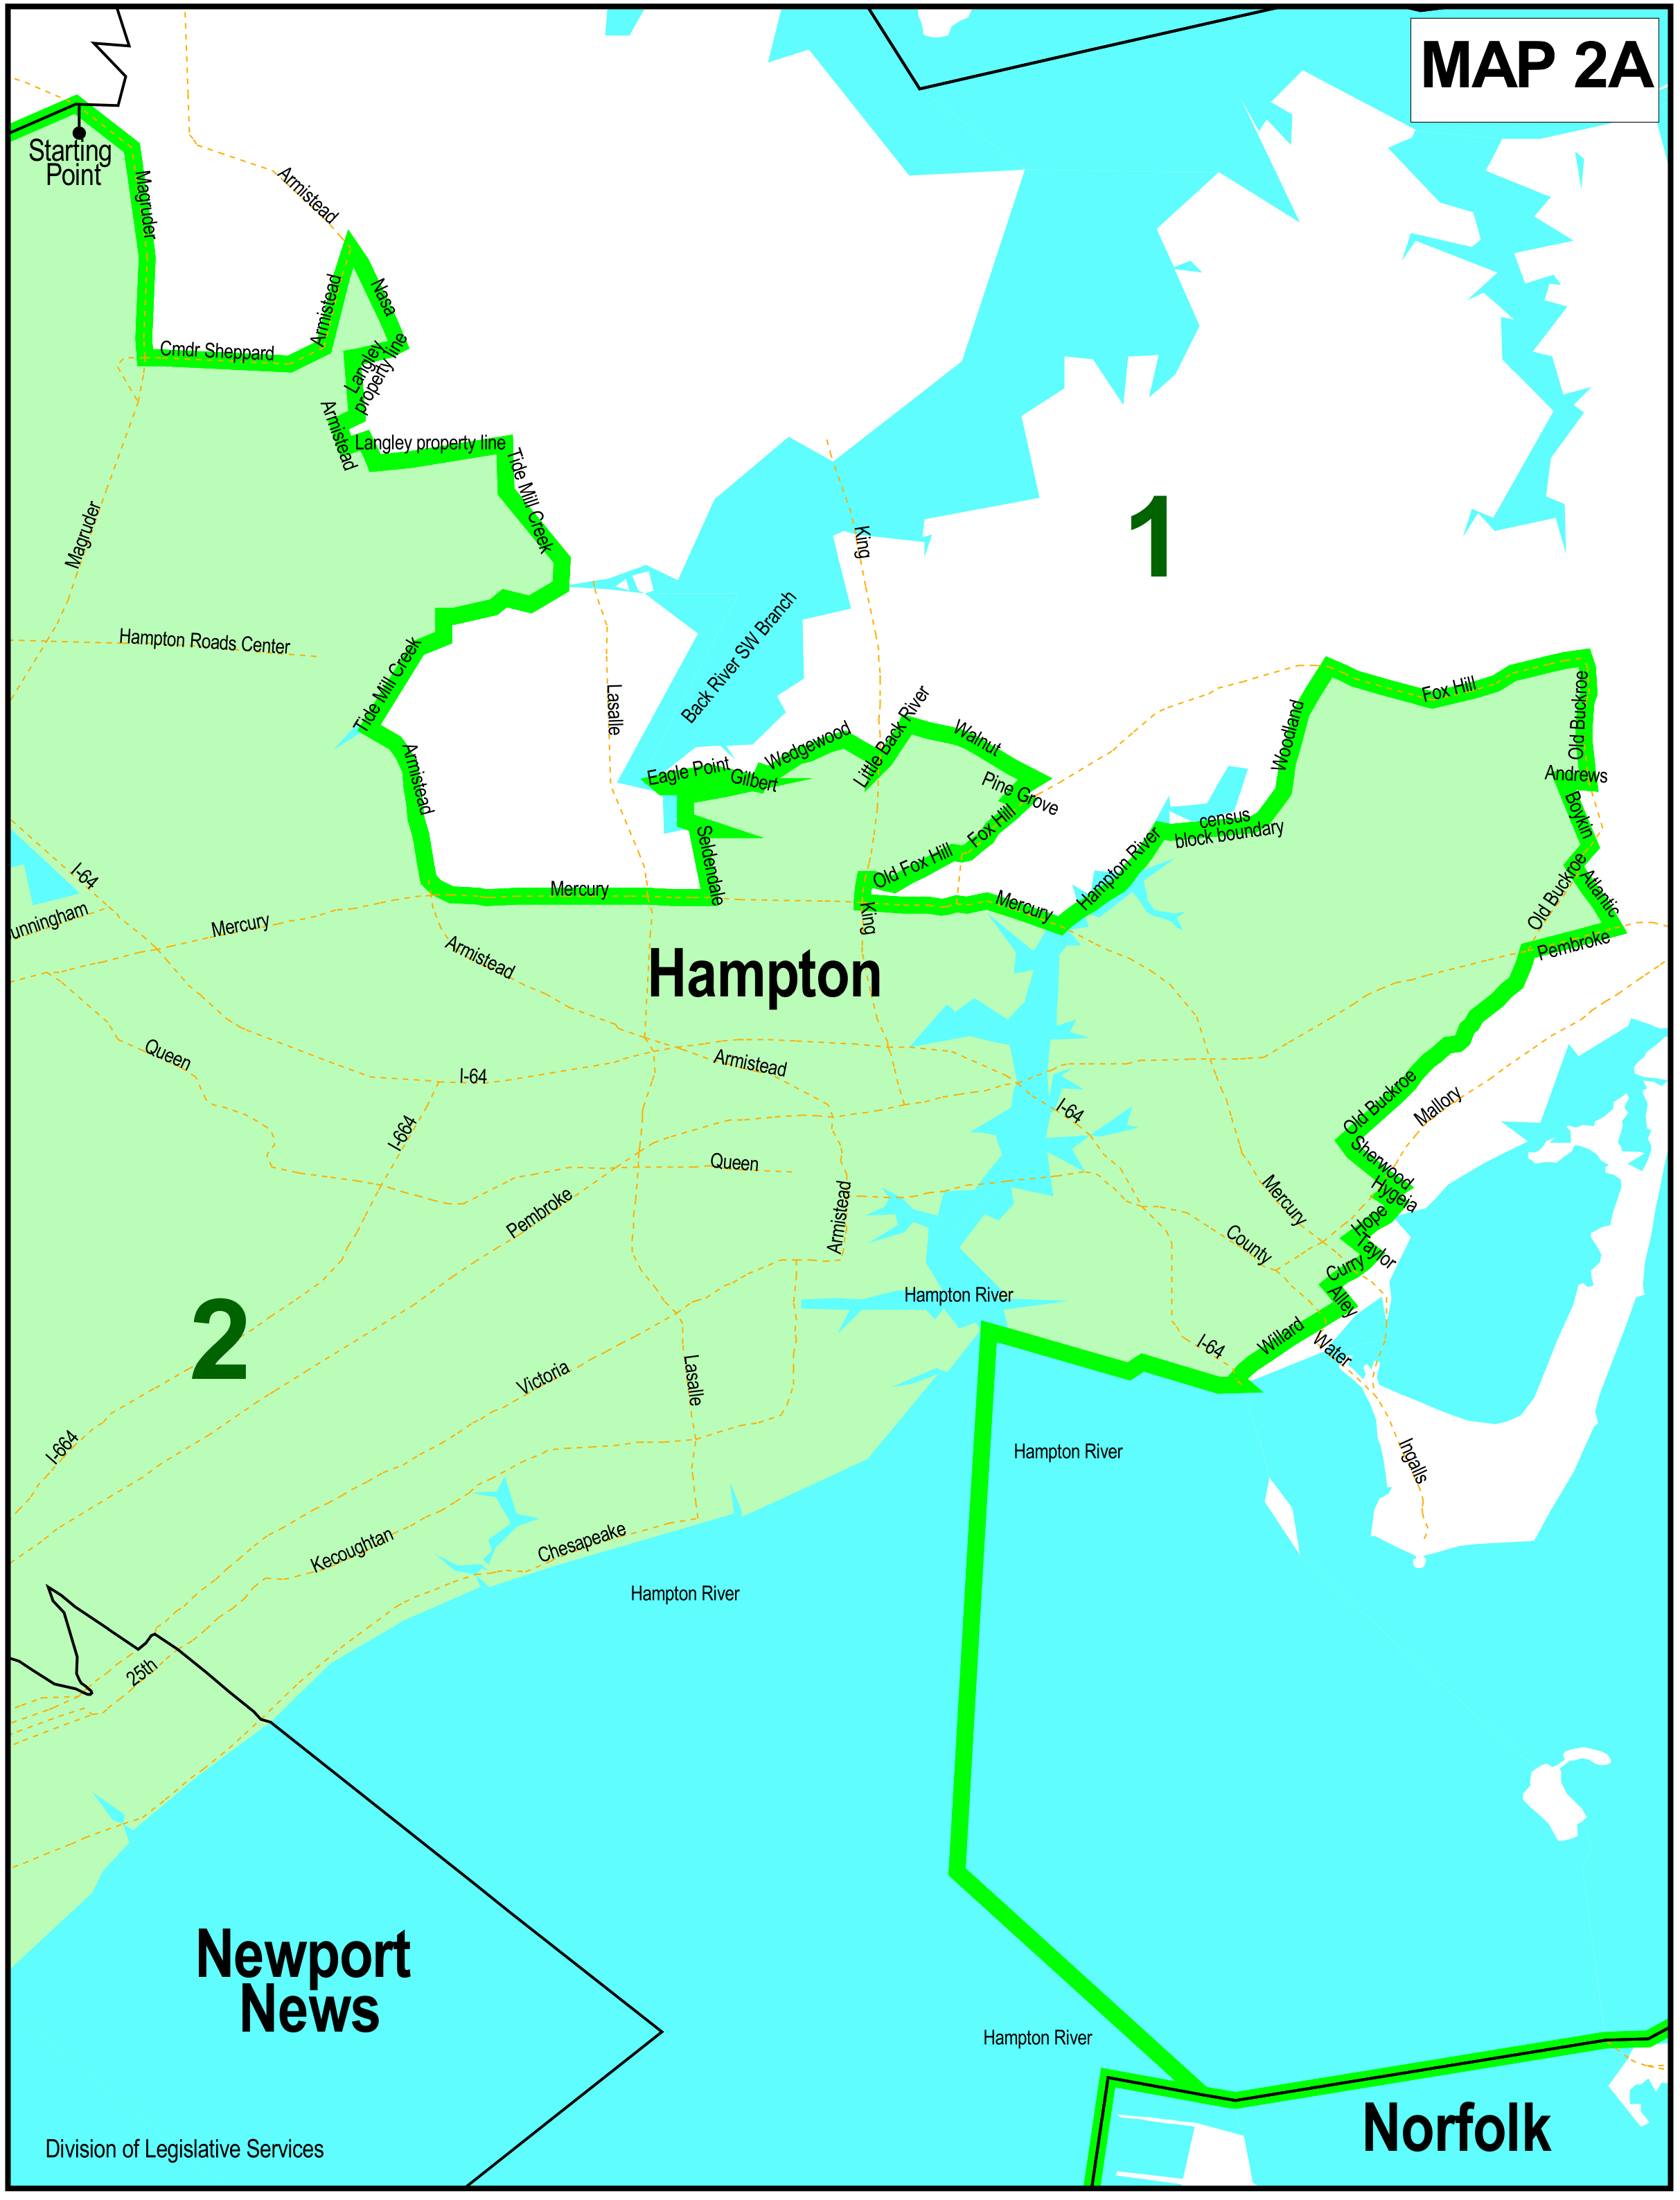 MAP 2A
Starting
Point
Magruder
Armistead
Armistead
Nasa
Cmdr Sheppard
Langley
property line
Armistead
Langley property line
Tide Mill Creek
Magruder
King
1
Hampton Roads Center
Tide Mill Creek
Back River SW Branch
Lasalle
Fox Hill
Old Buckroe
Woodland
Little Back River
Walnut
Wedgewood
Eagle Point
Gilbert
Pine Grove
Andrews
Armistead
Boykin
Seldendale
Fox Hill
census
block boundary
Old Fox Hill
Hampton River
I-64
Mercury
King
Mercury
Old Buckroe
Atlantic
unningham
Mercury
Armistead
Hampton
Pembroke
Queen
I-64
Armistead
I-64
Old Buckroe
Mallory
I-664
Queen
Sherwood
Hygeia
Pembroke
Armistead
Mercury
Hope
Taylor
County
Curry
Hampton River
Alley
2
Willard
Water
I-64
Victoria
Lasalle
I-664
Hampton River
Ingalls
Kecoughtan
Chesapeake
Hampton River
25th
Newport
News
Hampton River
Norfolk
Division of Legislative Services